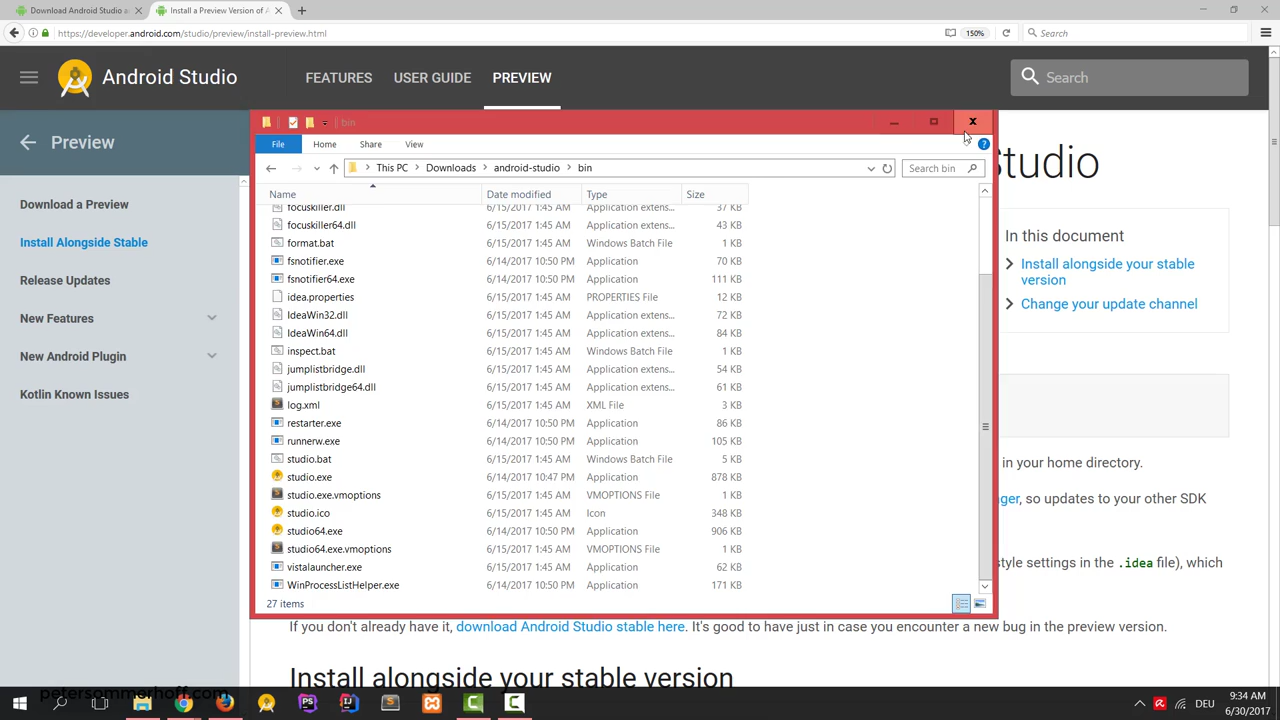 Download Android Studio a
Install a Preview Version of A
https://developer.android.com/studio/preview/install-preview.html
150%
Search
Android Studio
FEATURES
USER GUIDE
PREVIEW
Search
Preview
Download a Preview
Install Alongside Stable
Release Updates
New Features
New Android Plugin
Kotlin Known Issues
bin
File
Home
Share
View
This PC
Downloads
android-studio
bin
Search bin
Name
Date modified
Type
Size
focuskiller.dll 6/15/2017 1:45 AM Application extens... 37 KB
focuskiller64.dll 6/15/2017 1:45 AM Application extens... 43 KB
format.bat 6/15/2017 1:45 AM Windows Batch File 1 KB
fsnotifier.exe 6/14/2017 10:50 PM Application 70 KB
fsnotifier64.exe 6/14/2017 10:50 PM Application 111 KB
idea.properties 6/15/2017 1:45 AM PROPERTIES File 12 KB
IdeaWin32.dll 6/15/2017 1:45 AM Application extens... 72 KB
IdeaWin64.dll 6/15/2017 1:45 AM Application extens... 84 KB
inspect.bat 6/15/2017 1:45 AM Windows Batch File 1 KB
jumplistbridge.dll 6/15/2017 1:45 AM Application extens... 54 KB
jumplistbridge64.dll 6/15/2017 1:45 AM Application extens... 61 KB
log.xml 6/15/2017 1:45 AM XML File 3 KB
restarter.exe 6/14/2017 10:50 PM Application 86 KB
runnerw.exe 6/14/2017 10:50 PM Application 105 KB
studio.bat 6/15/2017 1:45 AM Windows Batch File 5 KB
studio.exe 6/14/2017 10:47 PM Application 878 KB
studio.exe.vmoptions 6/15/2017 1:45 AM VMOPTIONS File 1 KB
studio.ico 6/15/2017 1:45 AM Icon 348 KB
studio64.exe 6/14/2017 10:50 PM Application 906 KB
studio64.exe.vmoptions 6/15/2017 1:45 AM VMOPTIONS File 1 KB
vistalauncher.exe 6/15/2017 1:45 AM Application 62 KB
WinProcessListHelper.exe 6/14/2017 10:50 PM Application 171 KB
27 items
Studio
In this document
Install alongside your stable
version
Change your update channel
in your home directory.
ger, so updates to your other SDK
style settings in the .idea file), which
If you don't already have it, download Android Studio stable here. It's good to have just in case you encounter a new bug in the preview version.
Install alongside your stable version
petersommerhoff.com
PS
DEU
9:34 AM
6/30/2017